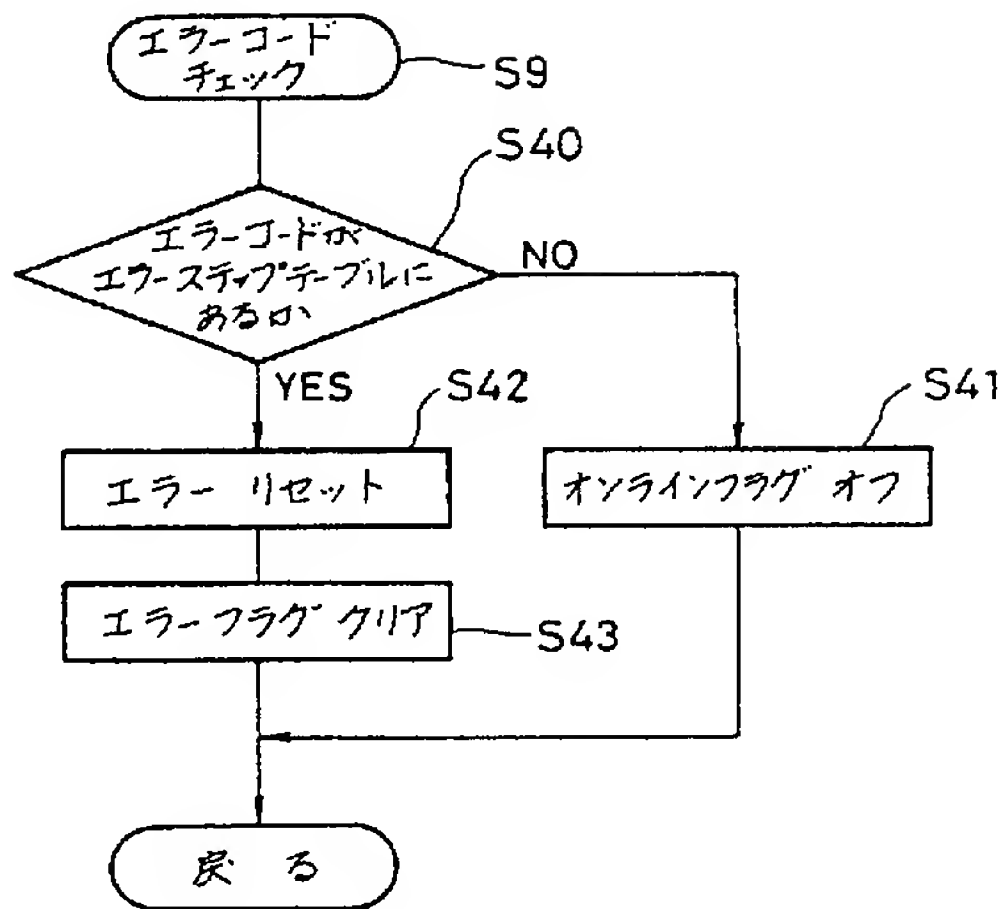 エラーコード
チェック
S9
S40
エラーコードが
エラーステップテーブルに
あるか
NO
YES
S42
S41
エラー リセット
オンラインフラグ オフ
エラーフラグ クリア
S43
戻る